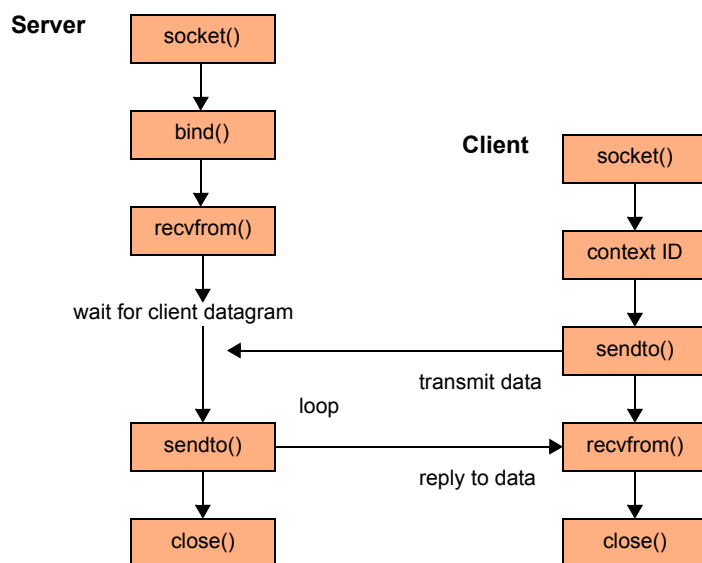 Server
socket()
bind()
Client
socket()
recvfrom()
context ID
wait for client datagram
sendto()
transmit data
loop
sendto()
recvfrom()
reply to data
close()
close()